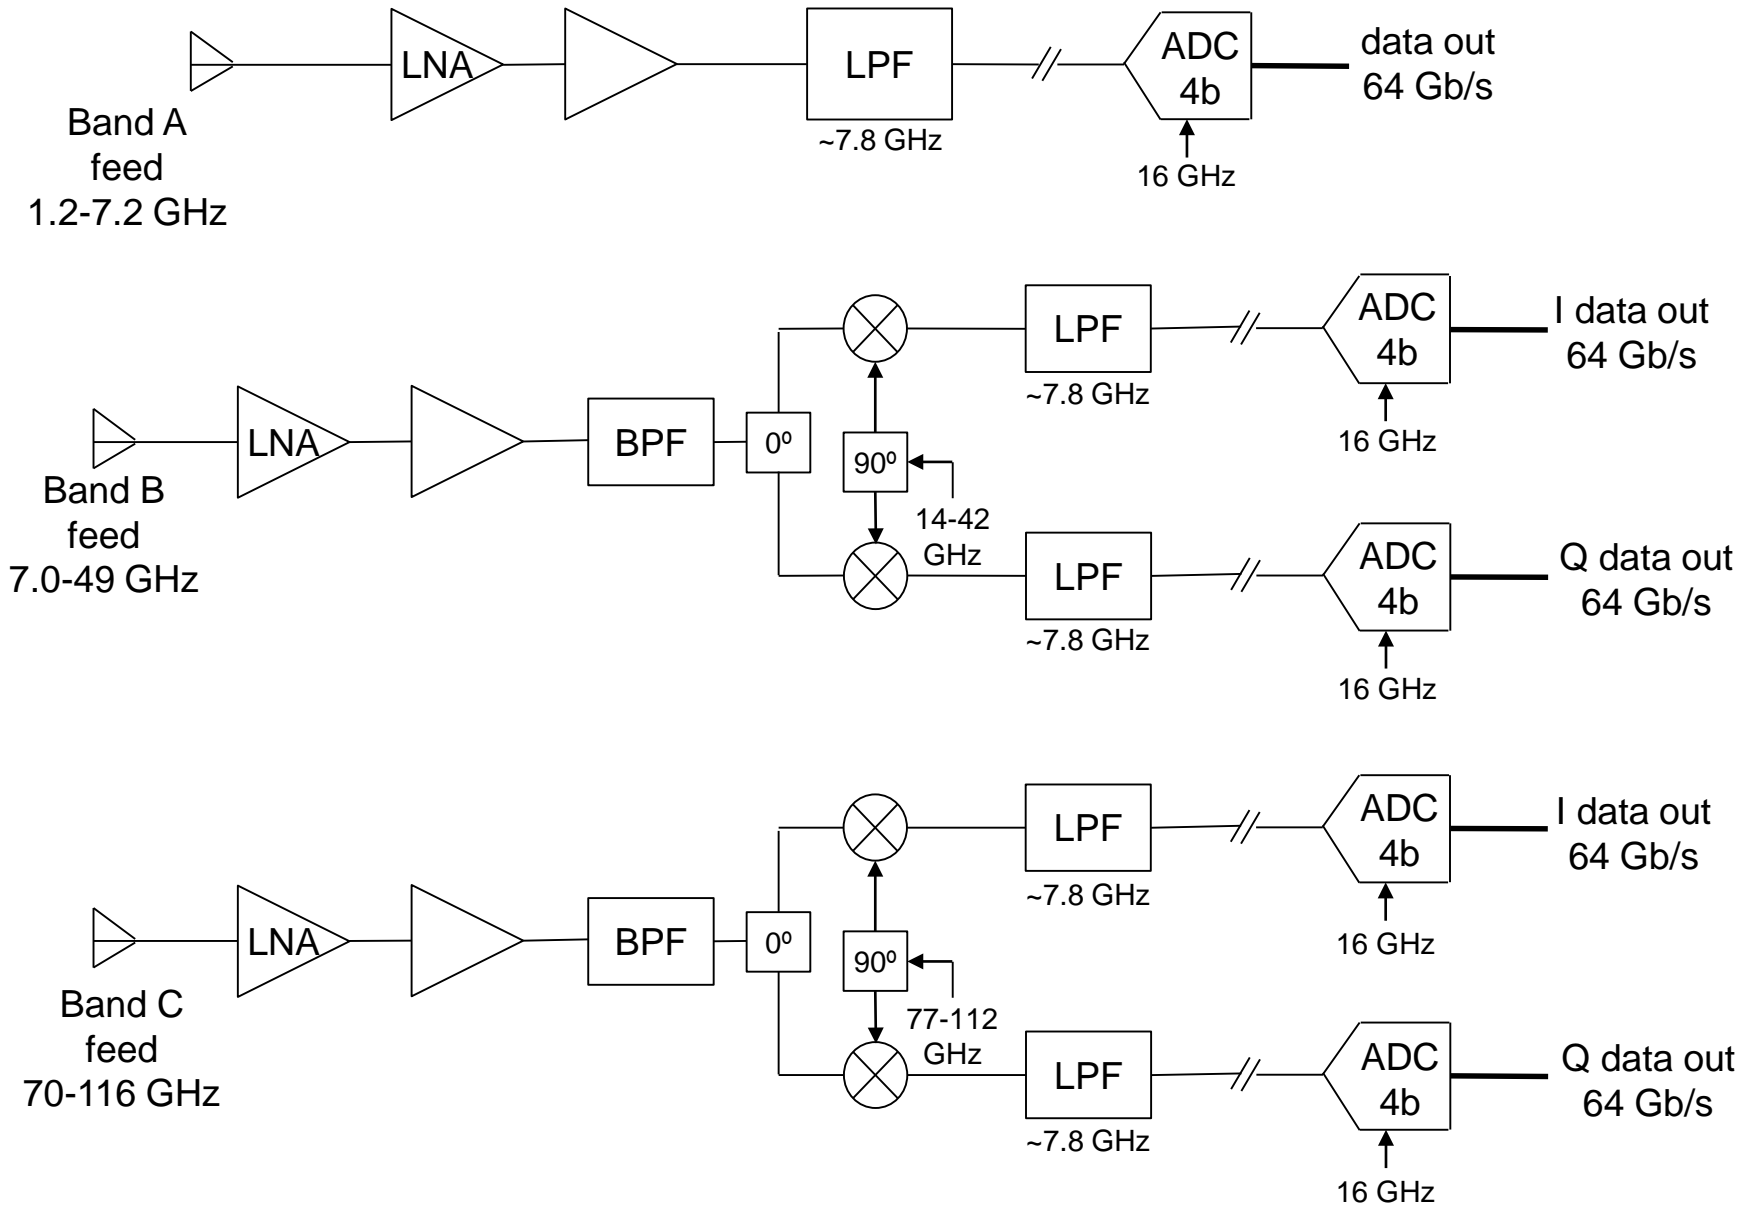 LNA
LPF
ADC
4b
data out
64 Gb/s
Band A
feed
1.2-7.2 GHz
~7.8 GHz
16 GHz
LNA
BPF
0º
90º
14-42
GHz
LPF
~7.8 GHz
ADC
4b
16 GHz
I data out
64 Gb/s
Band B
feed
7.0-49 GHz
LPF
~7.8 GHz
ADC
4b
16 GHz
Q data out
64 Gb/s
LNA
BPF
0º
90º
77-112
GHz
LPF
~7.8 GHz
ADC
4b
16 GHz
I data out
64 Gb/s
Band C
feed
70-116 GHz
LPF
~7.8 GHz
ADC
4b
16 GHz
Q data out
64 Gb/s